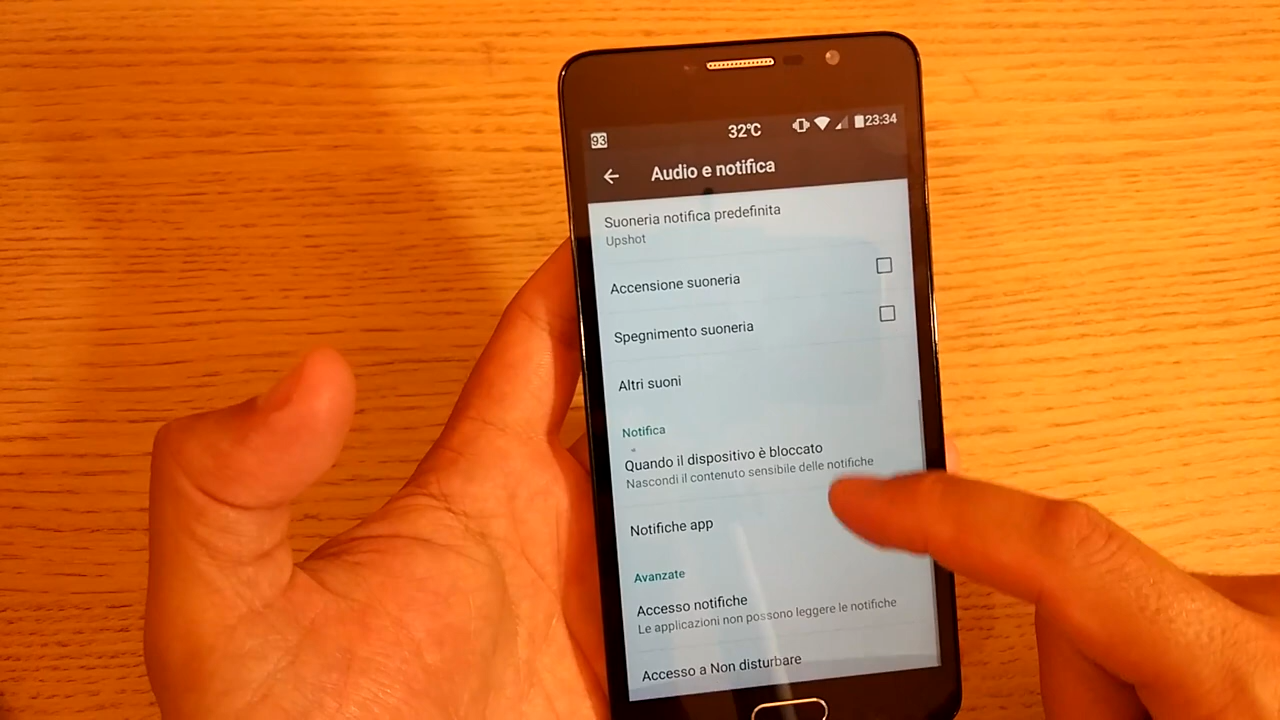 93
32°C
23:34
Audio e notifica
Suoneria notifica predefinita
Upshot
Accensione suoneria
Spegnimento suoneria
Altri suoni
Notifica
Quando il dispositivo è bloccato
Nascondi il contenuto sensibile delle notifiche
Notifiche app
Avanzate
Accesso notifiche
Le applicazioni non possono leggere le notifiche
Accesso a Non disturbare